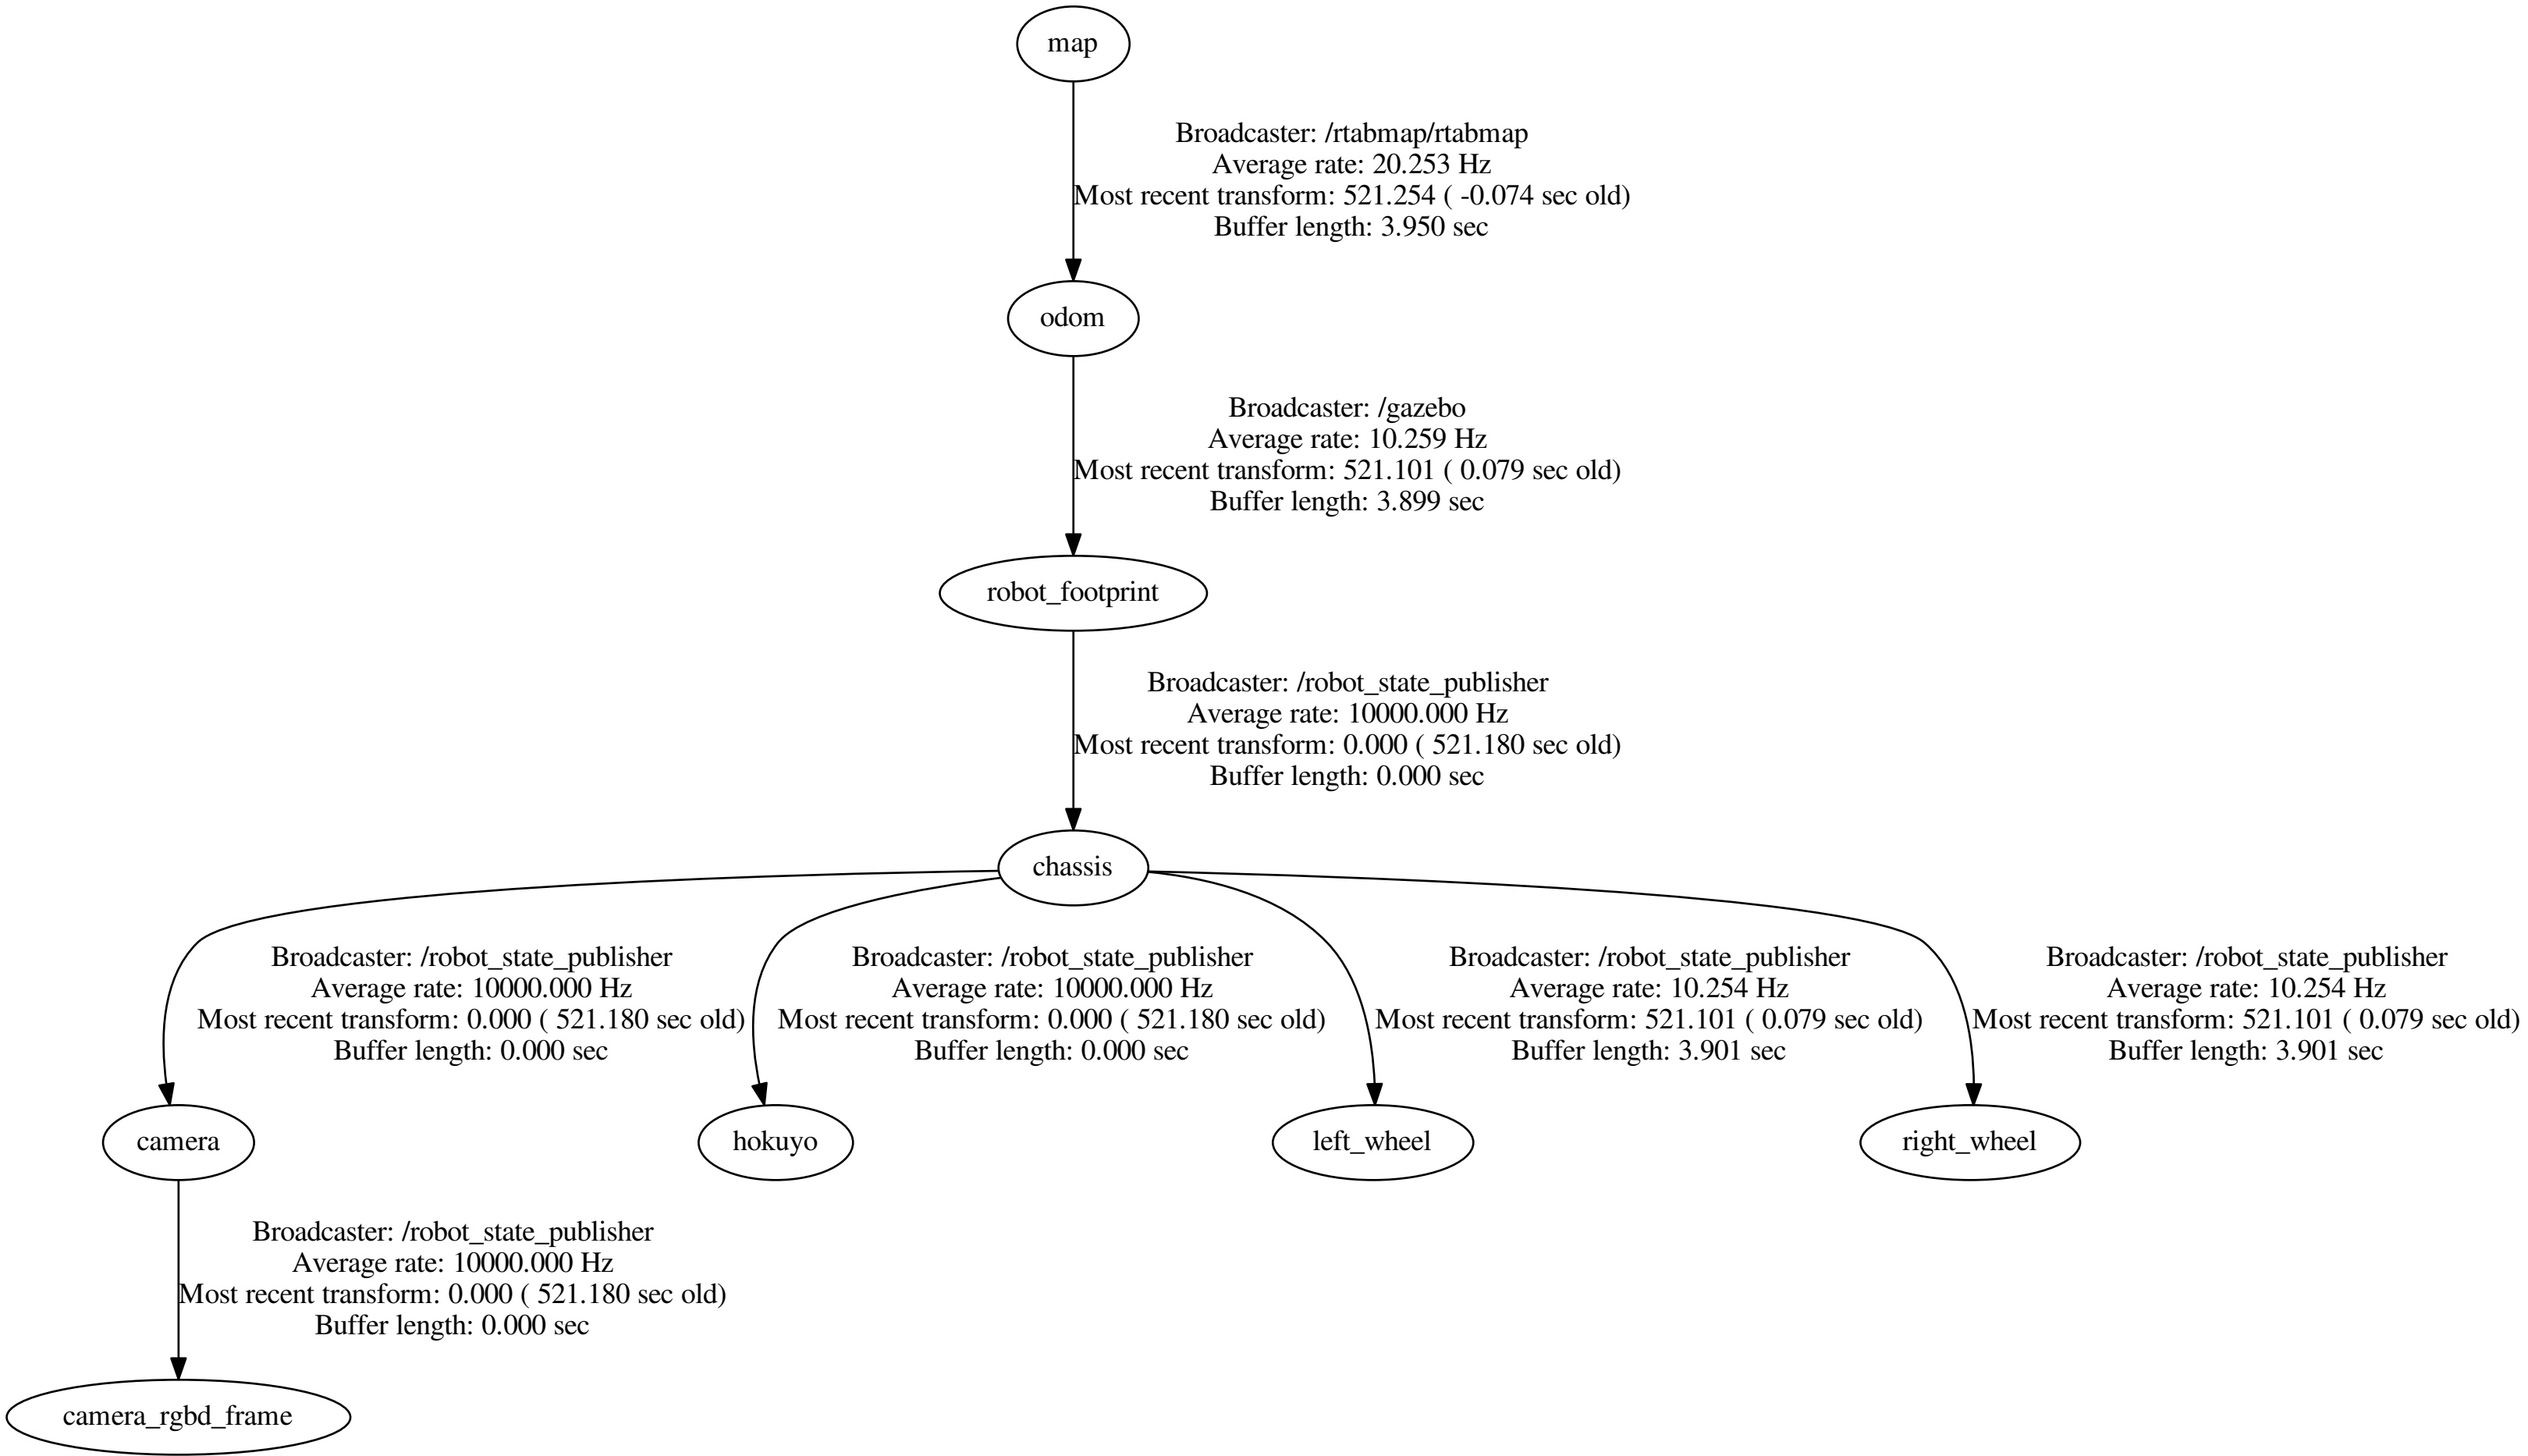 map
Broadcaster: /rtabmap/rtabmap
Average rate: 20.253 Hz
Most recent transform: 521.254 ( -0.074 sec old)
Buffer length: 3.950 sec
odom
Broadcaster: /gazebo
Average rate: 10.259 Hz
Most recent transform: 521.101 ( 0.079 sec old)
Buffer length: 3.899 sec
robot_footprint
Broadcaster: /robot_state_publisher
Average rate: 10000.000 Hz
Most recent transform: 0.000 ( 521.180 sec old)
Buffer length: 0.000 sec
chassis
Broadcaster: /robot_state_publisher
Average rate: 10000.000 Hz
Most recent transform: 0.000 ( 521.180 sec old)
Buffer length: 0.000 sec
Broadcaster: /robot_state_publisher
Average rate: 10000.000 Hz
Most recent transform: 0.000 ( 521.180 sec old)
Buffer length: 0.000 sec
Broadcaster: /robot_state_publisher
Average rate: 10.254 Hz
Most recent transform: 521.101 ( 0.079 sec old)
Buffer length: 3.901 sec
Broadcaster: /robot_state_publisher
Average rate: 10.254 Hz
Most recent transform: 521.101 ( 0.079 sec old)
Buffer length: 3.901 sec
camera
hokuyo
left_wheel
right_wheel
Broadcaster: /robot_state_publisher
Average rate: 10000.000 Hz
Most recent transform: 0.000 ( 521.180 sec old)
Buffer length: 0.000 sec
camera_rgbd_frame